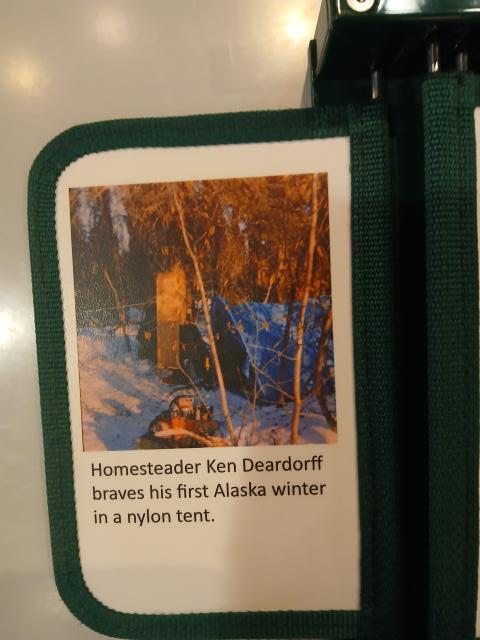 Homesteader Ken Deardorff
braves his first Alaska winter
in a nylon tent.